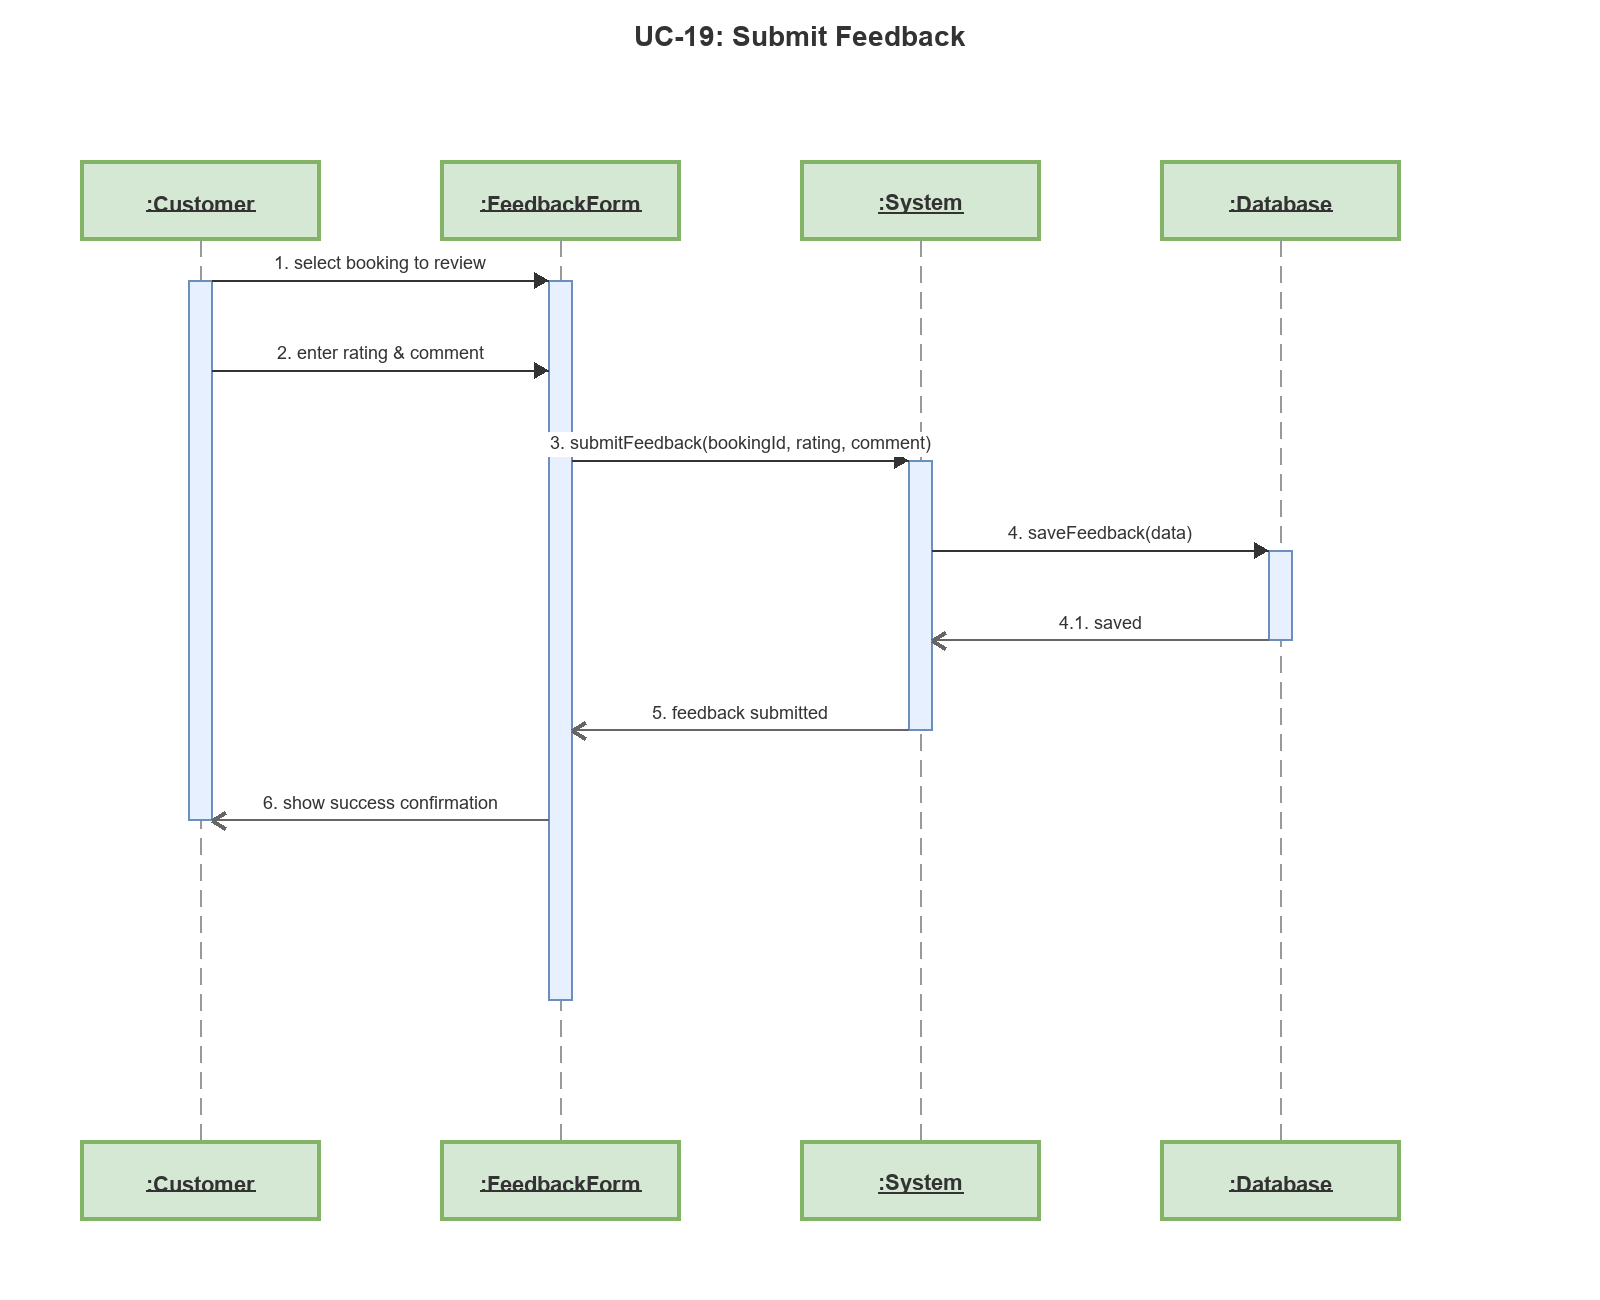 UC-19: Submit Feedback
:Customer
:FeedbackForm
:System
:Database
1. select booking to review
2. enter rating & comment
3. submitFeedback(bookingId, rating, comment)
4. saveFeedback(data)
4.1. saved
5. feedback submitted
6. show success confirmation
:Customer
:FeedbackForm
:System
:Database